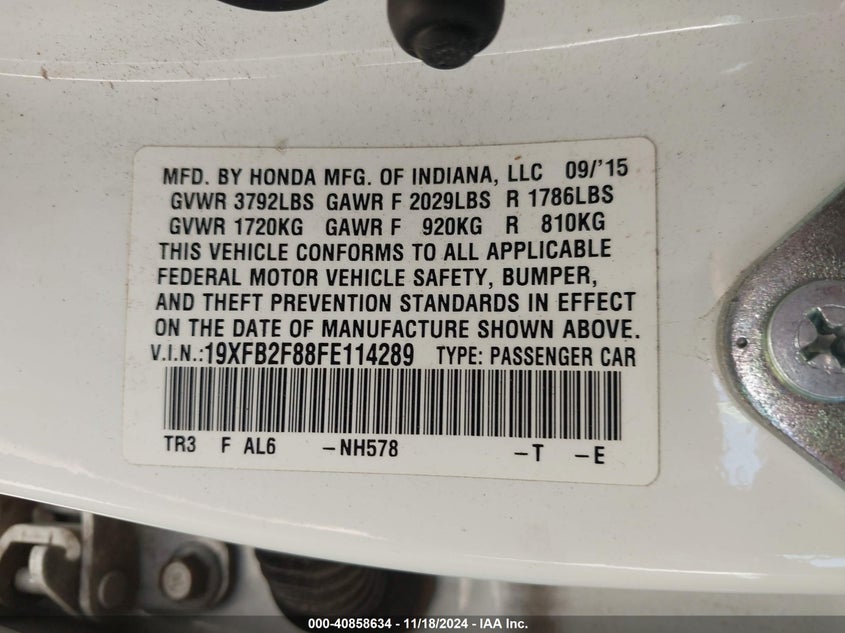 MFD. BY HONDA MFG. OF INDIANA, LLC 09/'15
GVWR 3792LBS GAWR F 2029LBS R 1786LBS
GVWR 1720KG GAWR F 920KG R 810KG
THIS VEHICLE CONFORMS TO ALL APPLICABLE
FEDERAL MOTOR VEHICLE SAFETY, BUMPER,
AND THEFT PREVENTION STANDARDS IN EFFECT
ON THE DATE OF MANUFACTURE SHOWN ABOVE.
V.I.N.:19XFB2F88FE114289 TYPE: PASSENGER CAR
TR3 F AL6 –NH578 –T –E
000-40858634 — 11/18/2024 — IAA Inc.